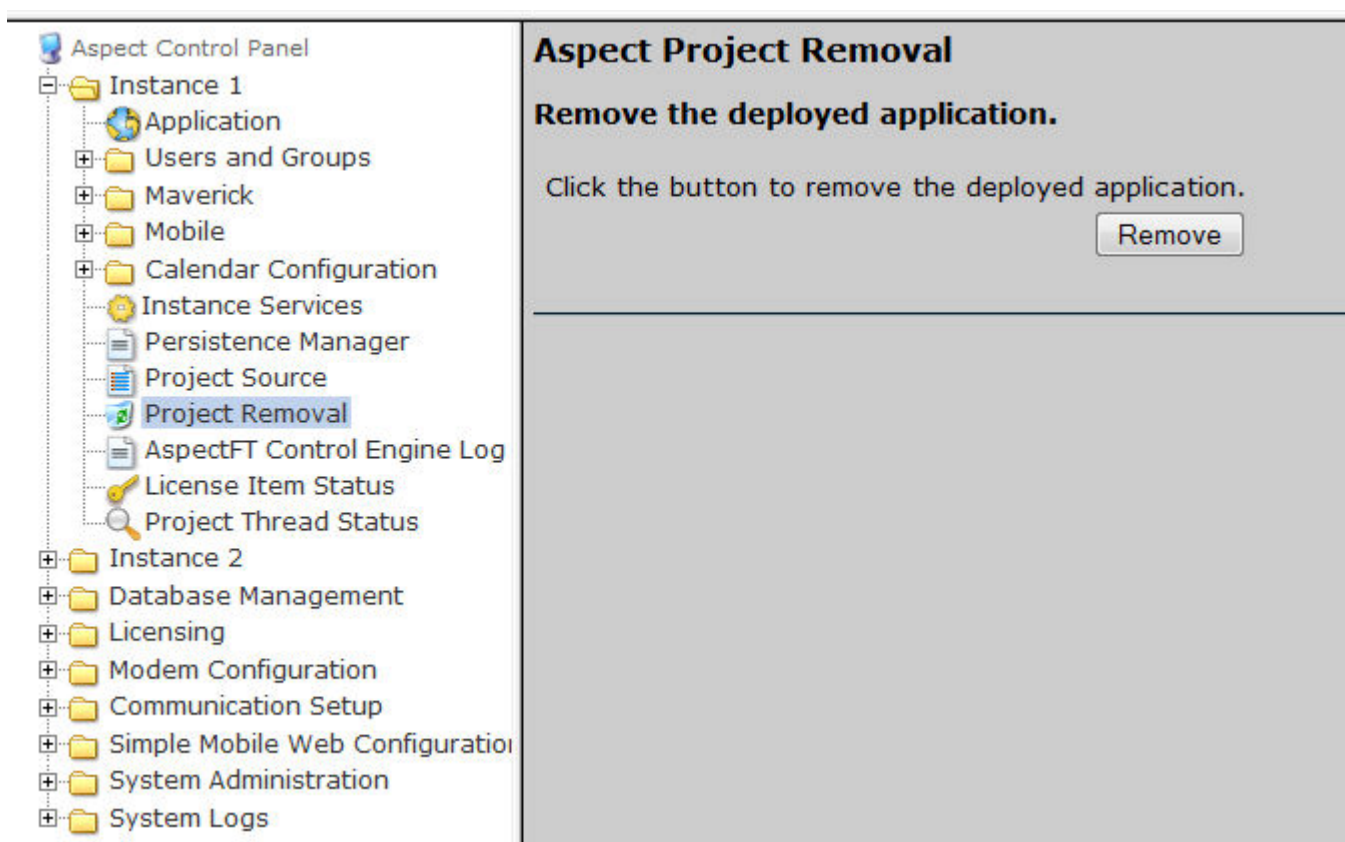 Aspect Control Panel
Instance 1
Application
Users and Groups
Maverick
Mobile
Calendar Configuration
Instance Services
Persistence Manager
Project Source
Project Removal
AspectFT Control Engine Log
License Item Status
Project Thread Status
Instance 2
Database Management
Licensing
Modem Configuration
Communication Setup
Simple Mobile Web Configuration
System Administration
System Logs
Aspect Project Removal
Remove the deployed application.
Click the button to remove the deployed application.
Remove